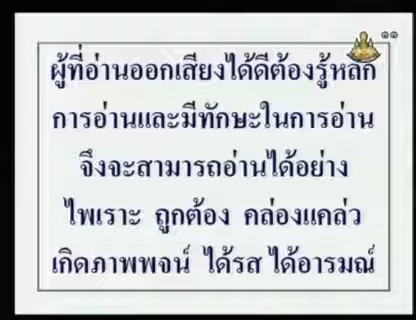 ๑๑
ผู้ที่อ่านออกเสียงได้ดีต้องรู้หลัก
การอ่านและมีทักษะในการอ่าน
จึงจะสามารถอ่านได้อย่าง
ไพเราะ ถูกต้อง คล่องแคล่ว
เกิดภาพพจน์ ได้รส ได้อารมณ์